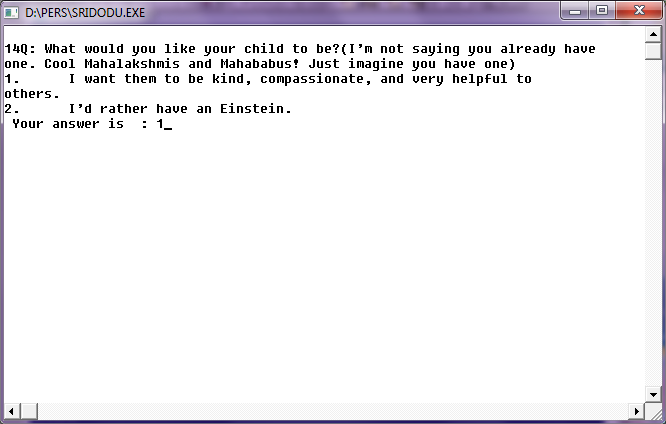 D:\PERS\SRIDODU.EXE
14Q: What would you like your child to be?(I'm not saying you already have
one. Cool Mahalakshmis and Mahababus! Just imagine you have one)
1.      I want them to be kind, compassionate, and very helpful to
others.
2.      I'd rather have an Einstein.
 Your answer is  : 1_